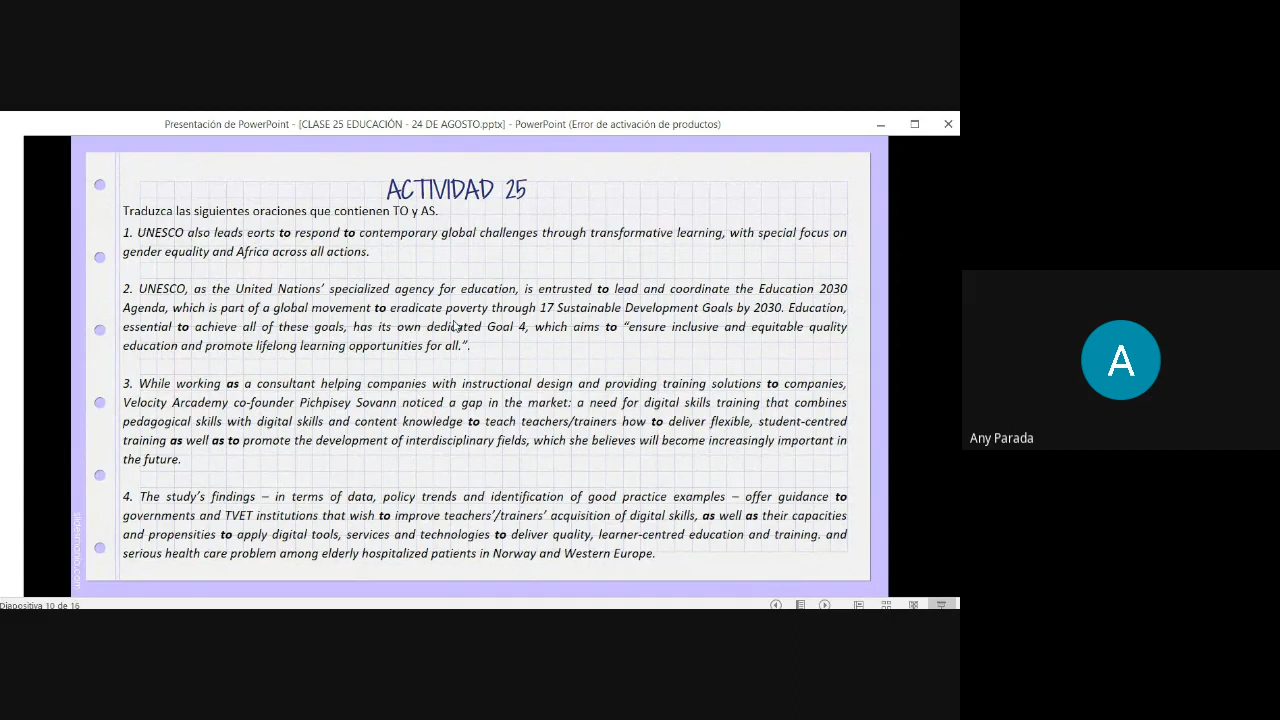 Presentación de PowerPoint - [CLASE 25 EDUCACIÓN - 24 DE AGOSTO.pptx] - PowerPoint (Error de activación de productos)
ACTIVIDAD 25
Traduzca las siguientes oraciones que contienen TO y AS.
1. UNESCO also leads eorts to respond to contemporary global challenges through transformative learning, with special focus on
gender equality and Africa across all actions.
2. UNESCO, as the United Nations' specialized agency for education, is entrusted to lead and coordinate the Education 2030
Agenda, which is part of a global movement to eradicate poverty through 17 Sustainable Development Goals by 2030. Education,
essential to achieve all of these goals, has its own dedicated Goal 4, which aims to “ensure inclusive and equitable quality
education and promote lifelong learning opportunities for all.”.
3. While working as a consultant helping companies with instructional design and providing training solutions to companies,
Velocity Arcademy co-founder Pichpisey Sovann noticed a gap in the market: a need for digital skills training that combines
pedagogical skills with digital skills and content knowledge to teach teachers/trainers how to deliver flexible, student-centred
training as well as to promote the development of interdisciplinary fields, which she believes will become increasingly important in
the future.
4. The study's findings – in terms of data, policy trends and identification of good practice examples – offer guidance to
governments and TVET institutions that wish to improve teachers'/trainers' acquisition of digital skills, as well as their capacities
and propensities to apply digital tools, services and technologies to deliver quality, learner-centred education and training. and
serious health care problem among elderly hospitalized patients in Norway and Western Europe.
slidesmania.com
Diapositiva 10 de 16
A
Any Parada